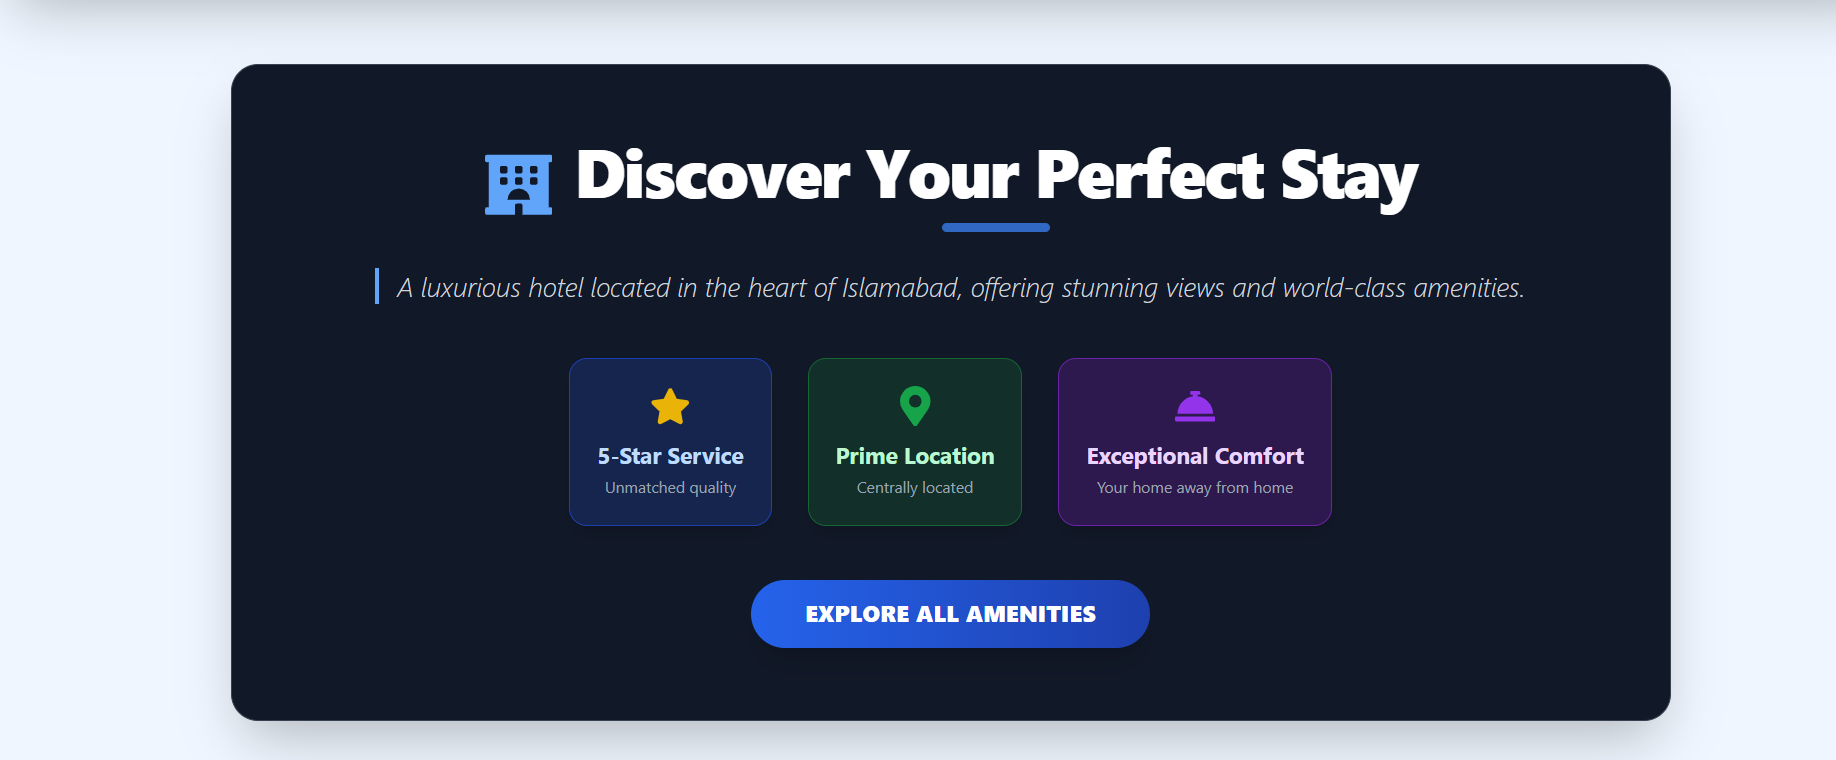 Discover Your Perfect Stay
A luxurious hotel located in the heart of Islamabad, offering stunning views and world-class amenities.
5-Star Service
Unmatched quality
Prime Location
Centrally located
Exceptional Comfort
Your home away from home
EXPLORE ALL AMENITIES